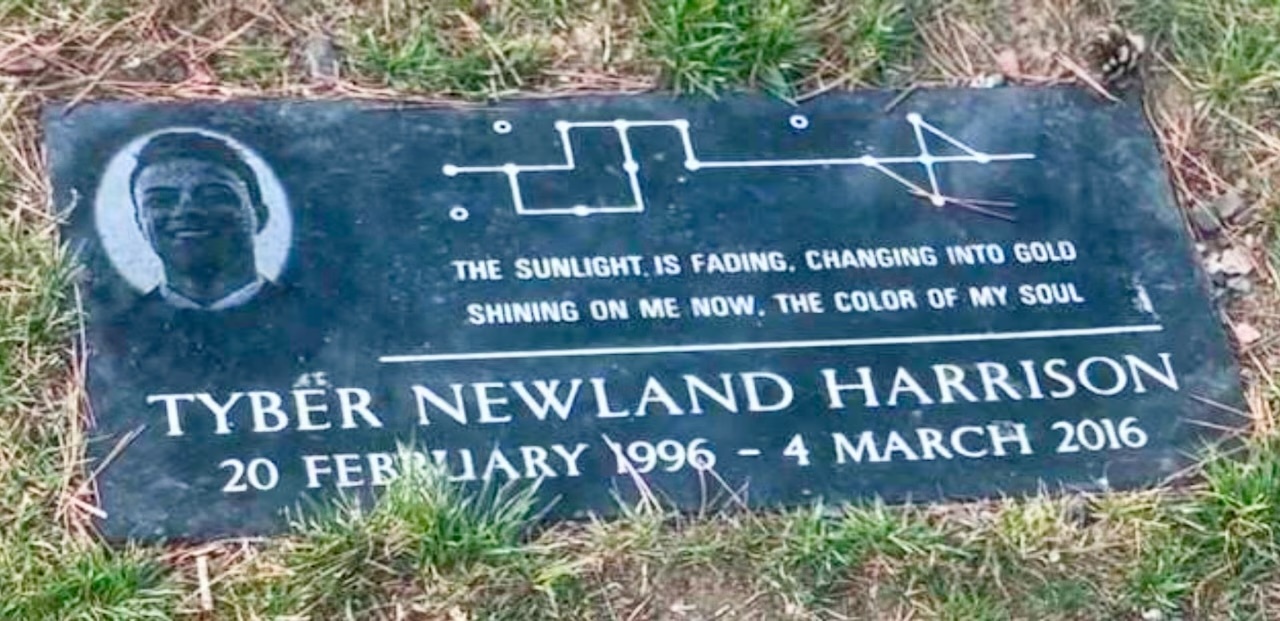 THE SUNLIGHT IS FADING. CHANGING INTO GOLD
SHINING ON ME NOW. THE COLOR OF MY SOUL
TYBER NEWLAND HARRISON
20 FEBRUARY 1996 - 4 MARCH 2016